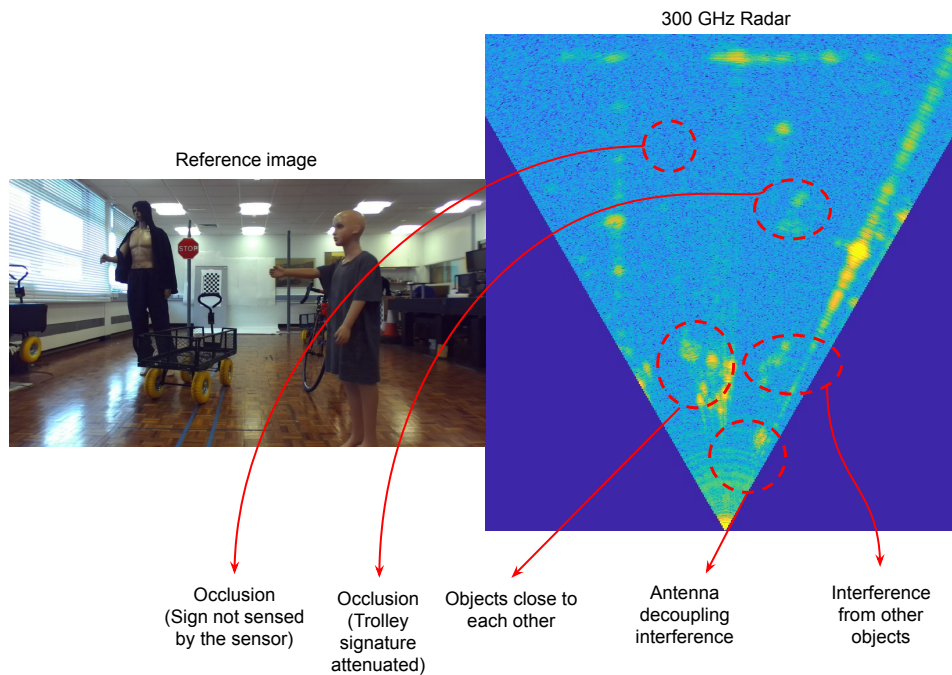 300 GHz Radar
Reference image
STOP
Occlusion
(Sign not sensed
by the sensor)
Occlusion
(Trolley
signature
attenuated)
Objects close to
each other
Antenna
decoupling
interference
Interference
from other
objects